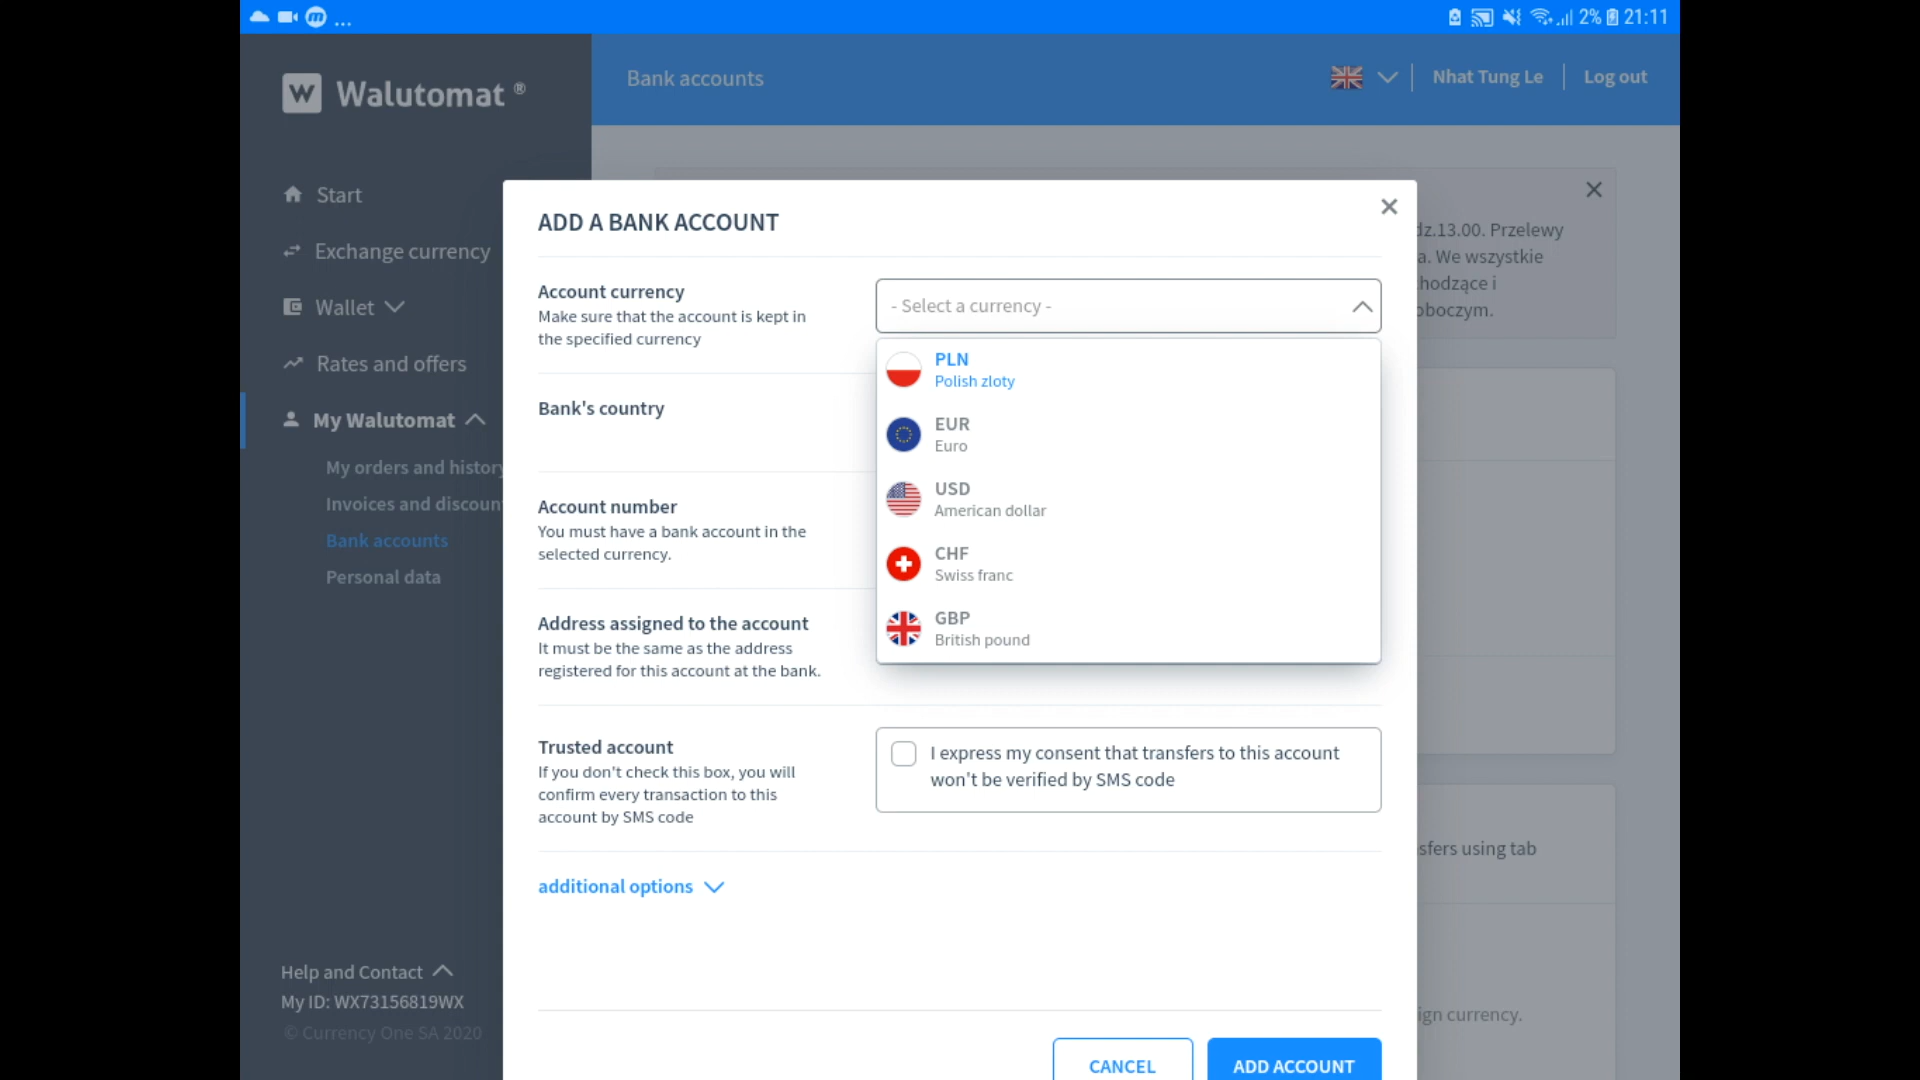 ... 2% 21:11
W Walutomat ®
Bank accounts
Nhat Tung Le
Log out
Start
Exchange currency
Wallet
Rates and offers
My Walutomat
My orders and history
Invoices and discoun
Bank accounts
Personal data
Help and Contact
My ID: WX73156819WX
© Currency One SA 2020
dz.13.00. Przelewy
a. We wszystkie
hodzące i
oboczym.
ADD A BANK ACCOUNT
Account currency
Make sure that the account is kept in
the specified currency
- Select a currency -
PLN
Polish zloty
EUR
Euro
USD
American dollar
CHF
Swiss franc
GBP
British pound
Bank's country
Account number
You must have a bank account in the
selected currency.
Address assigned to the account
It must be the same as the address
registered for this account at the bank.
Trusted account
If you don't check this box, you will
confirm every transaction to this
account by SMS code
I express my consent that transfers to this account
won't be verified by SMS code
additional options
sfers using tab
ign currency.
CANCEL
ADD ACCOUNT